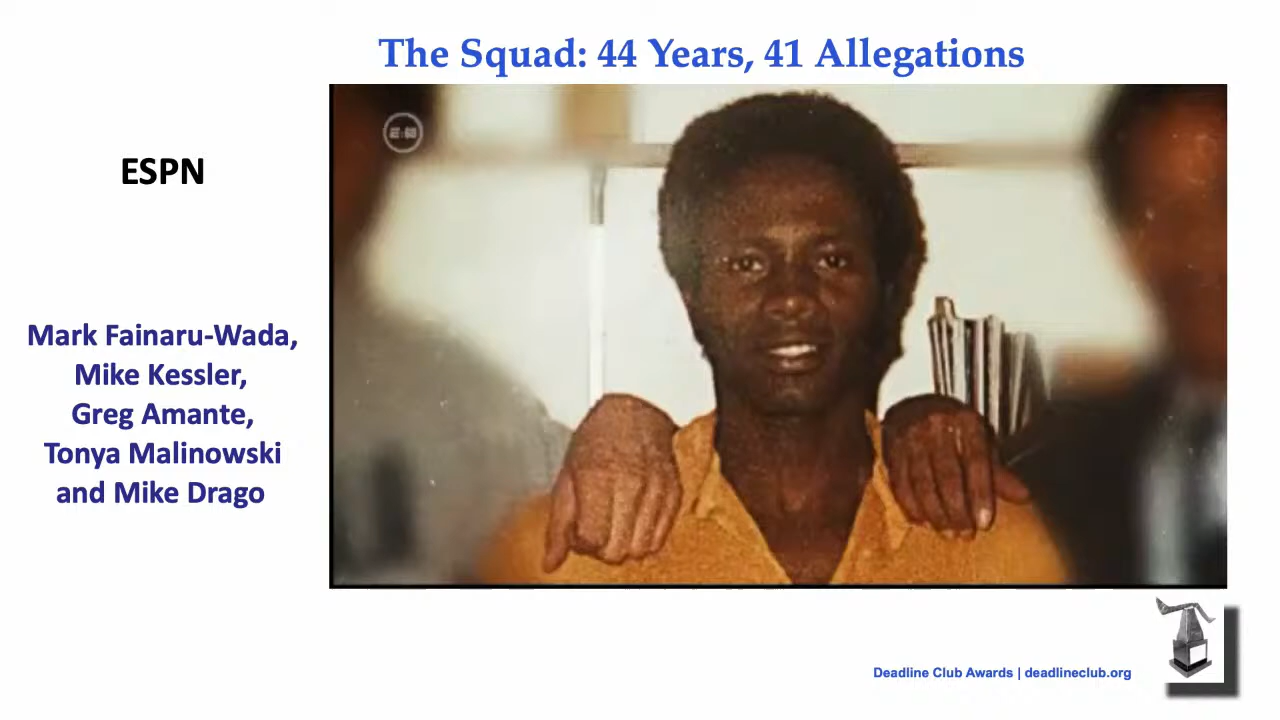 The Squad: 44 Years, 41 Allegations
E:60
ESPN
Mark Fainaru-Wada,
Mike Kessler,
Greg Amante,
Tonya Malinowski
and Mike Drago
Deadline Club Awards | deadlineclub.org